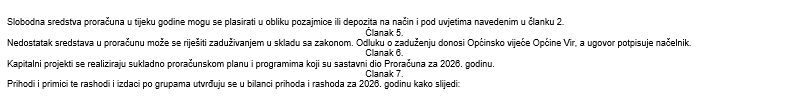 Slobodna sredstva proračuna u tijeku godine mogu se plasirati u obliku pozajmice ili depozita na način i pod uvjetima navedenim u članku 2.
Članak 5.
Nedostatak sredstava u proračunu može se riješiti zaduživanjem u skladu sa zakonom. Odluku o zaduženju donosi Općinsko vijeće Općine Vir, a ugovor potpisuje načelnik.
Članak 6.
Kapitalni projekti se realiziraju sukladno proračunskom planu i programima koji su sastavni dio Proračuna za 2026. godinu.
Članak 7.
Prihodi i primici te rashodi i izdaci po grupama utvrđuju se u bilanci prihoda i rashoda za 2026. godinu kako slijedi: